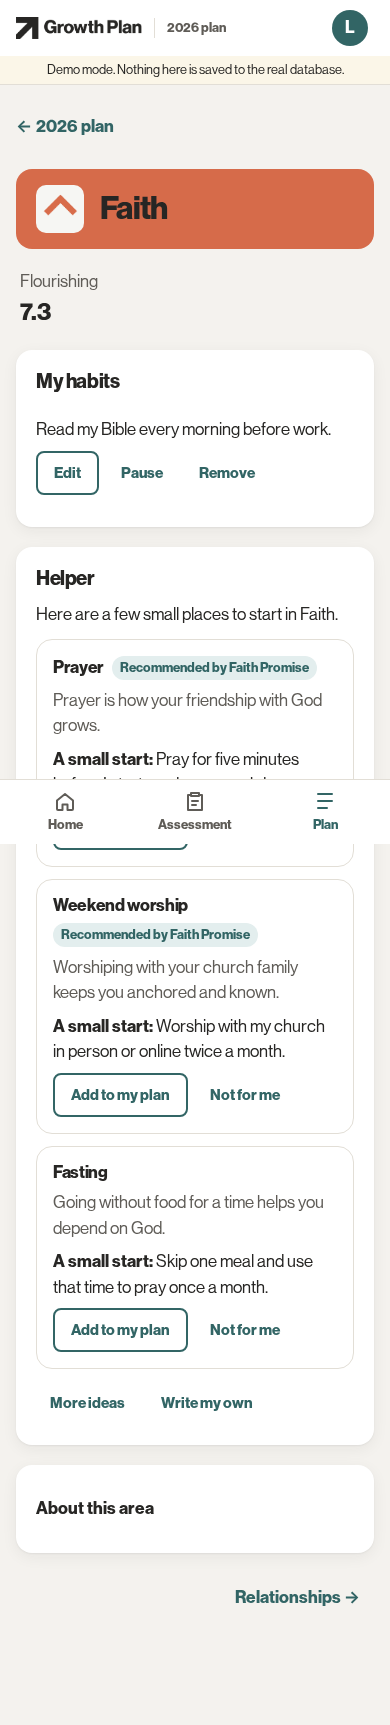 Growth Plan
2026 plan
L
Demo mode. Nothing here is saved to the real database.
← 2026 plan
Faith
Flourishing
7.3
My habits
Read my Bible every morning before work.
Edit
Pause
Remove
Helper
Here are a few small places to start in Faith.
Prayer
Recommended by Faith Promise
Prayer is how your friendship with God
grows.
A small start: Pray for five minutes
Home
Assessment
Plan
Weekend worship
Recommended by Faith Promise
Worshiping with your church family
keeps you anchored and known.
A small start: Worship with my church
in person or online twice a month.
Add to my plan
Not for me
Fasting
Going without food for a time helps you
depend on God.
A small start: Skip one meal and use
that time to pray once a month.
Add to my plan
Not for me
More ideas
Write my own
About this area
Relationships →